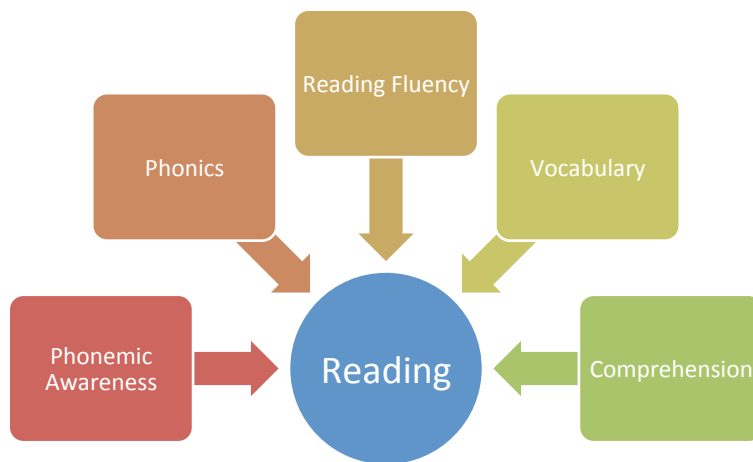 Reading Fluency
Phonics
Vocabulary
Phonemic
Awareness
Reading
Comprehension